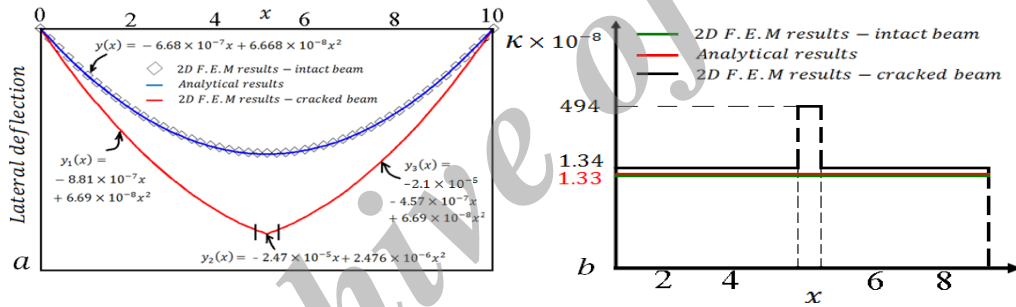 0 2 x 4 6 8 10
y(x) = − 6.68 × 10⁻⁷x + 6.668 × 10⁻⁸x²
2D F.E.M results − intact beam
Analytical results
2D F.E.M results − cracked beam
Lateral deflection
y₁(x) =
− 8.81 × 10⁻⁷x
+ 6.69 × 10⁻⁸x²
y₃(x) =
−2.1 × 10⁻⁵
− 4.57 × 10⁻⁷x
+ 6.69 × 10⁻⁸x²
y₂(x) = − 2.47 × 10⁻⁵x + 2.476 × 10⁻⁶x²
a
κ × 10⁻⁸
2D F.E.M results − intact beam
Analytical results
2D F.E.M results − cracked beam
494
1.34
1.33
b
2 4 6 8
x
hive of